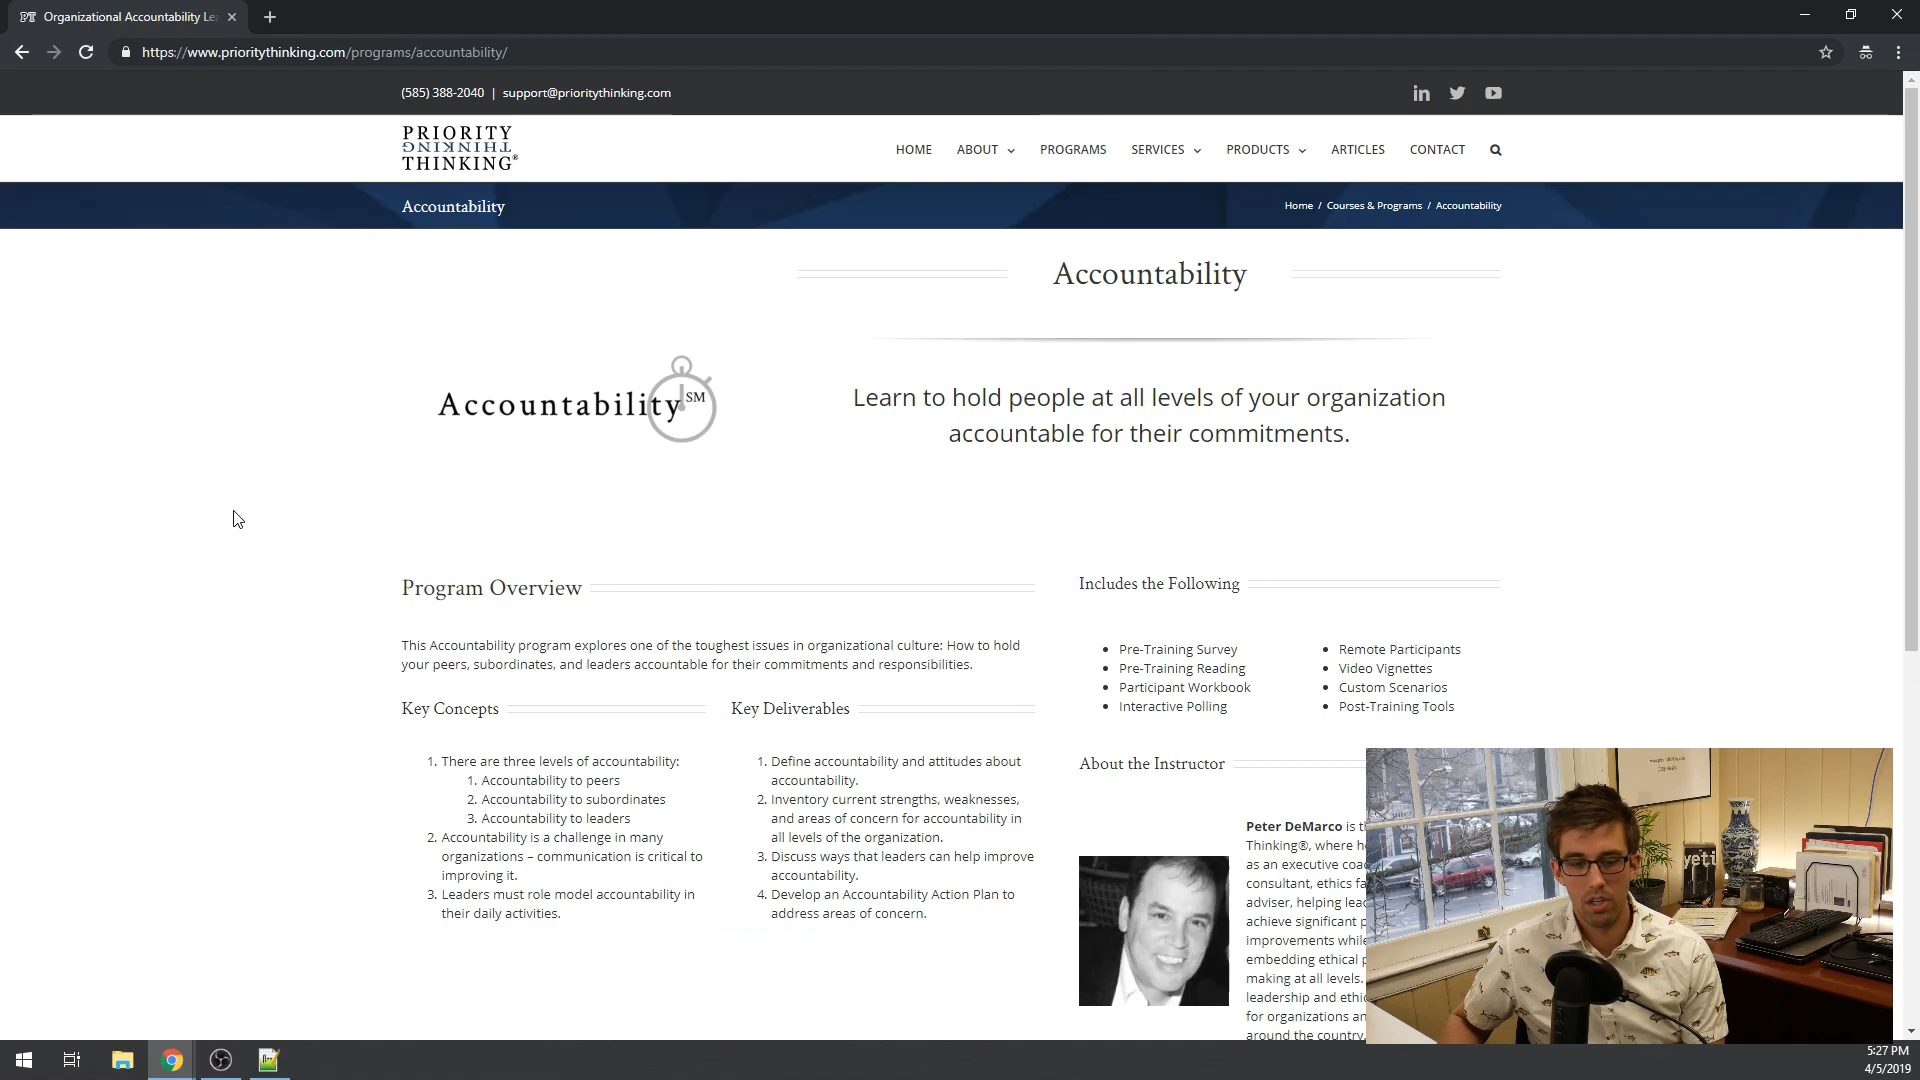 PT Organizational Accountability Le
https://www.prioritythinking.com/programs/accountability/
(585) 388-2040 | support@prioritythinking.com
PRIORITY
THINKING
THINKING®
HOME ABOUT PROGRAMS SERVICES PRODUCTS ARTICLES CONTACT
Accountability
Home / Courses & Programs / Accountability
Accountability
Accountability SM
Learn to hold people at all levels of your organization
accountable for their commitments.
Program Overview
This Accountability program explores one of the toughest issues in organizational culture: How to hold
your peers, subordinates, and leaders accountable for their commitments and responsibilities.
Key Concepts
1. There are three levels of accountability:
1. Accountability to peers
2. Accountability to subordinates
3. Accountability to leaders
2. Accountability is a challenge in many
organizations – communication is critical to
improving it.
3. Leaders must role model accountability in
their daily activities.
Key Deliverables
1. Define accountability and attitudes about
accountability.
2. Inventory current strengths, weaknesses,
and areas of concern for accountability in
all levels of the organization.
3. Discuss ways that leaders can help improve
accountability.
4. Develop an Accountability Action Plan to
address areas of concern.
Includes the Following
• Pre-Training Survey
• Pre-Training Reading
• Participant Workbook
• Interactive Polling
• Remote Participants
• Video Vignettes
• Custom Scenarios
• Post-Training Tools
About the Instructor
Peter DeMarco is t
Thinking®, where h
as an executive coa
consultant, ethics fa
adviser, helping lea
achieve significant p
improvements while
embedding ethical p
making at all levels.
leadership and ethic
for organizations an
around the country.
yeti
5:27 PM
4/5/2019